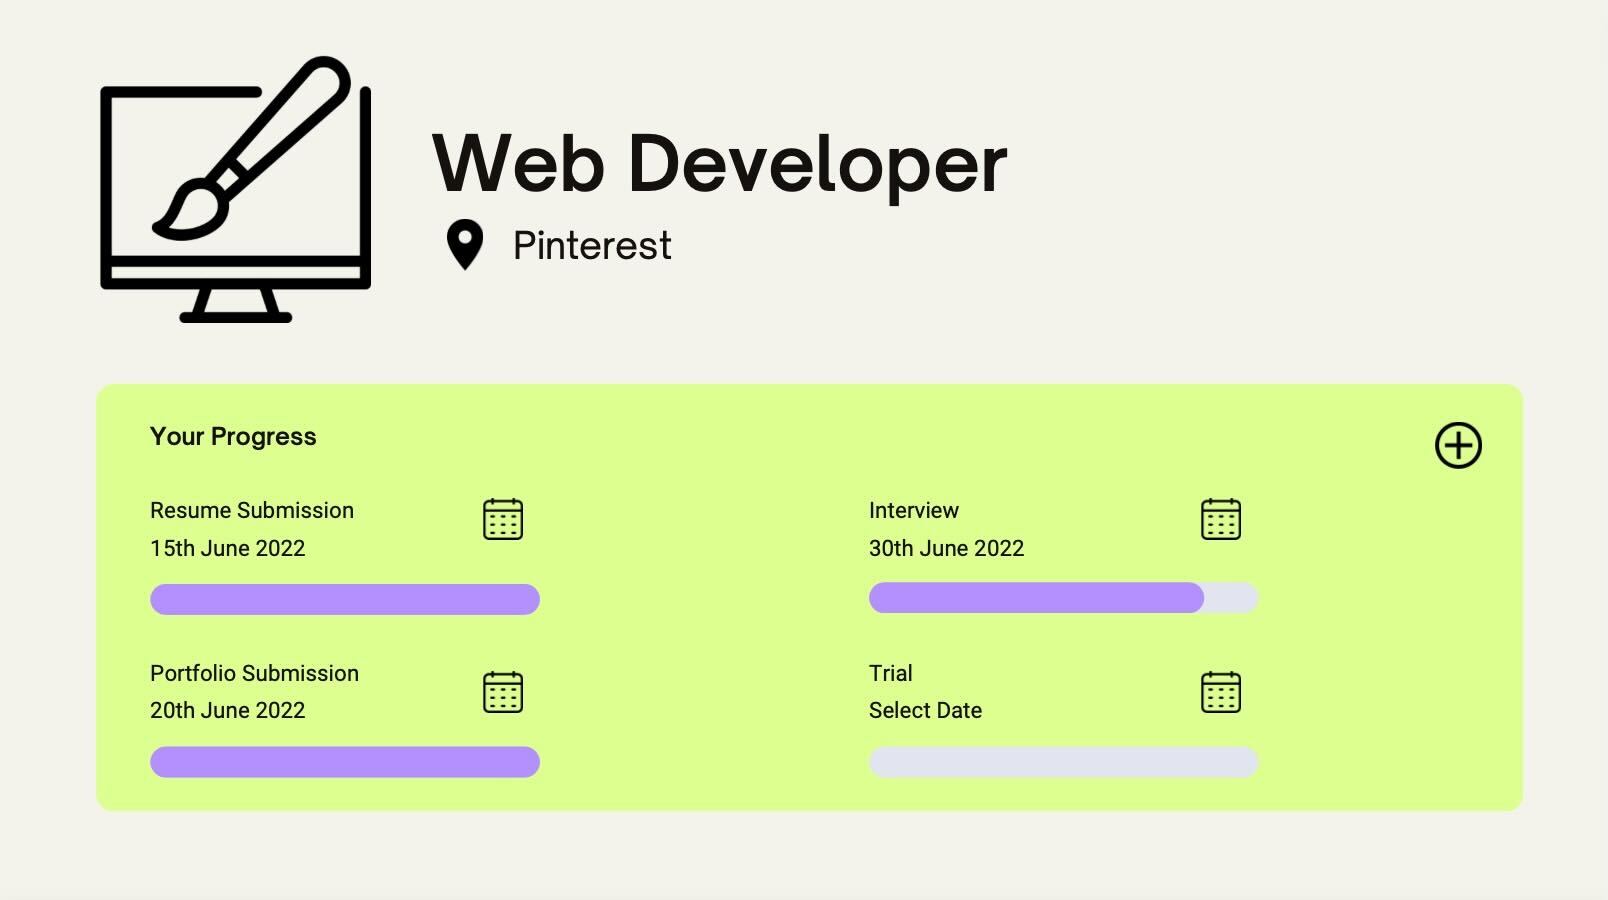 Web Developer
Pinterest
Your Progress
Resume Submission
15th June 2022
Interview
30th June 2022
Portfolio Submission
20th June 2022
Trial
Select Date